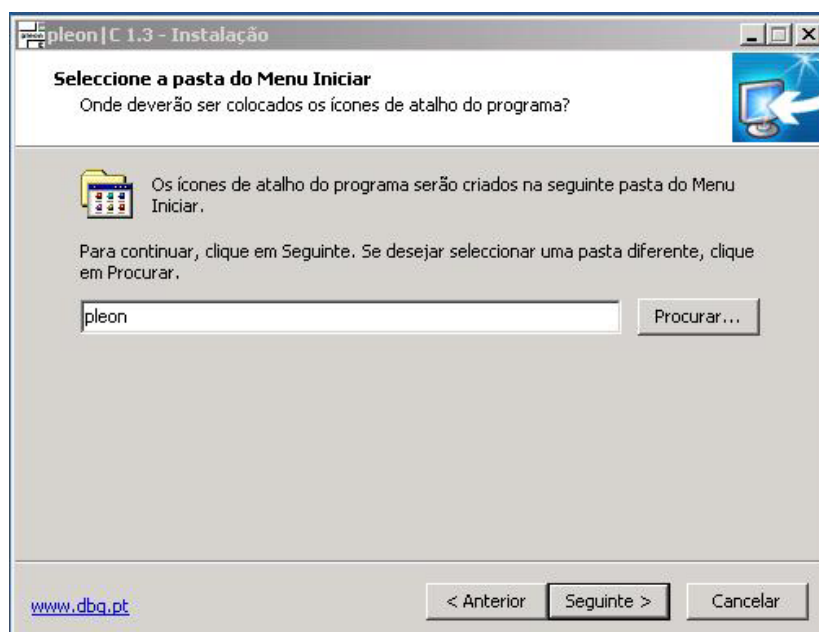 pleon|C 1.3 - Instalação
Seleccione a pasta do Menu Iniciar
Onde deverão ser colocados os ícones de atalho do programa?
Os ícones de atalho do programa serão criados na seguinte pasta do Menu
Iniciar.
Para continuar, clique em Seguinte. Se desejar seleccionar uma pasta diferente, clique
em Procurar.
pleon
Procurar...
www.dbg.pt
< Anterior
Seguinte >
Cancelar